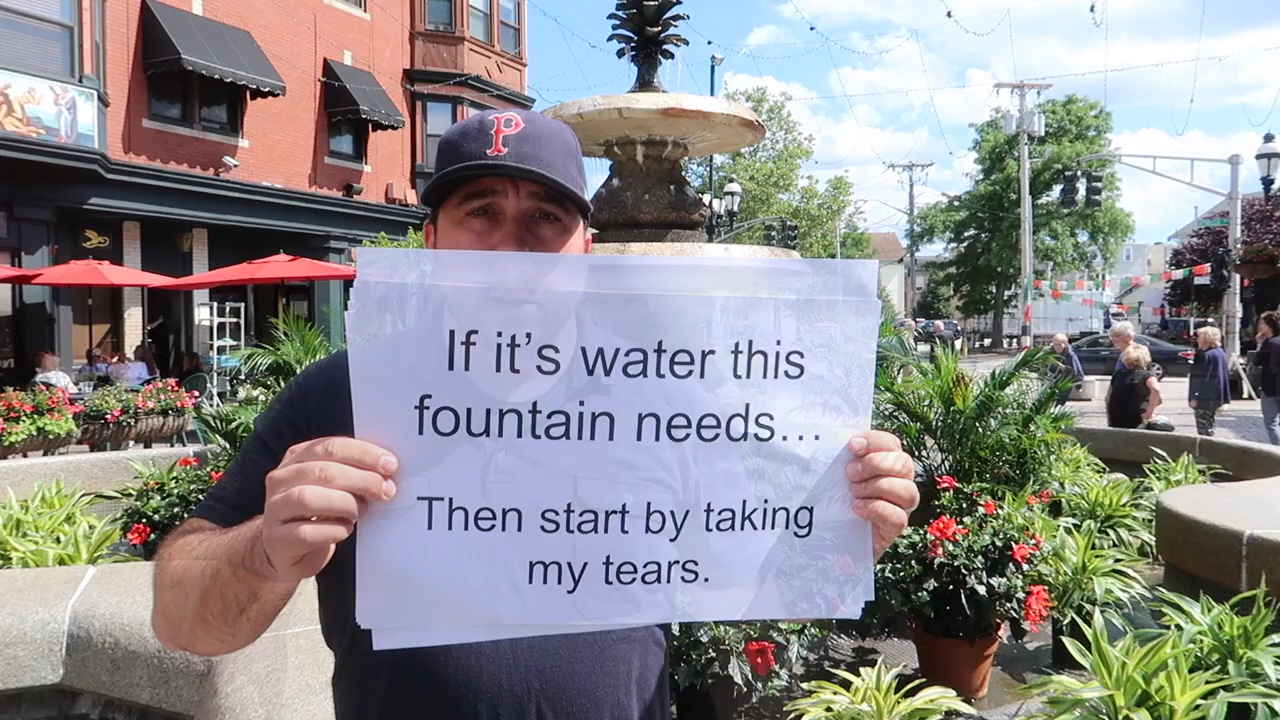 P
If it's water this
fountain needs…
Then start by taking
my tears.